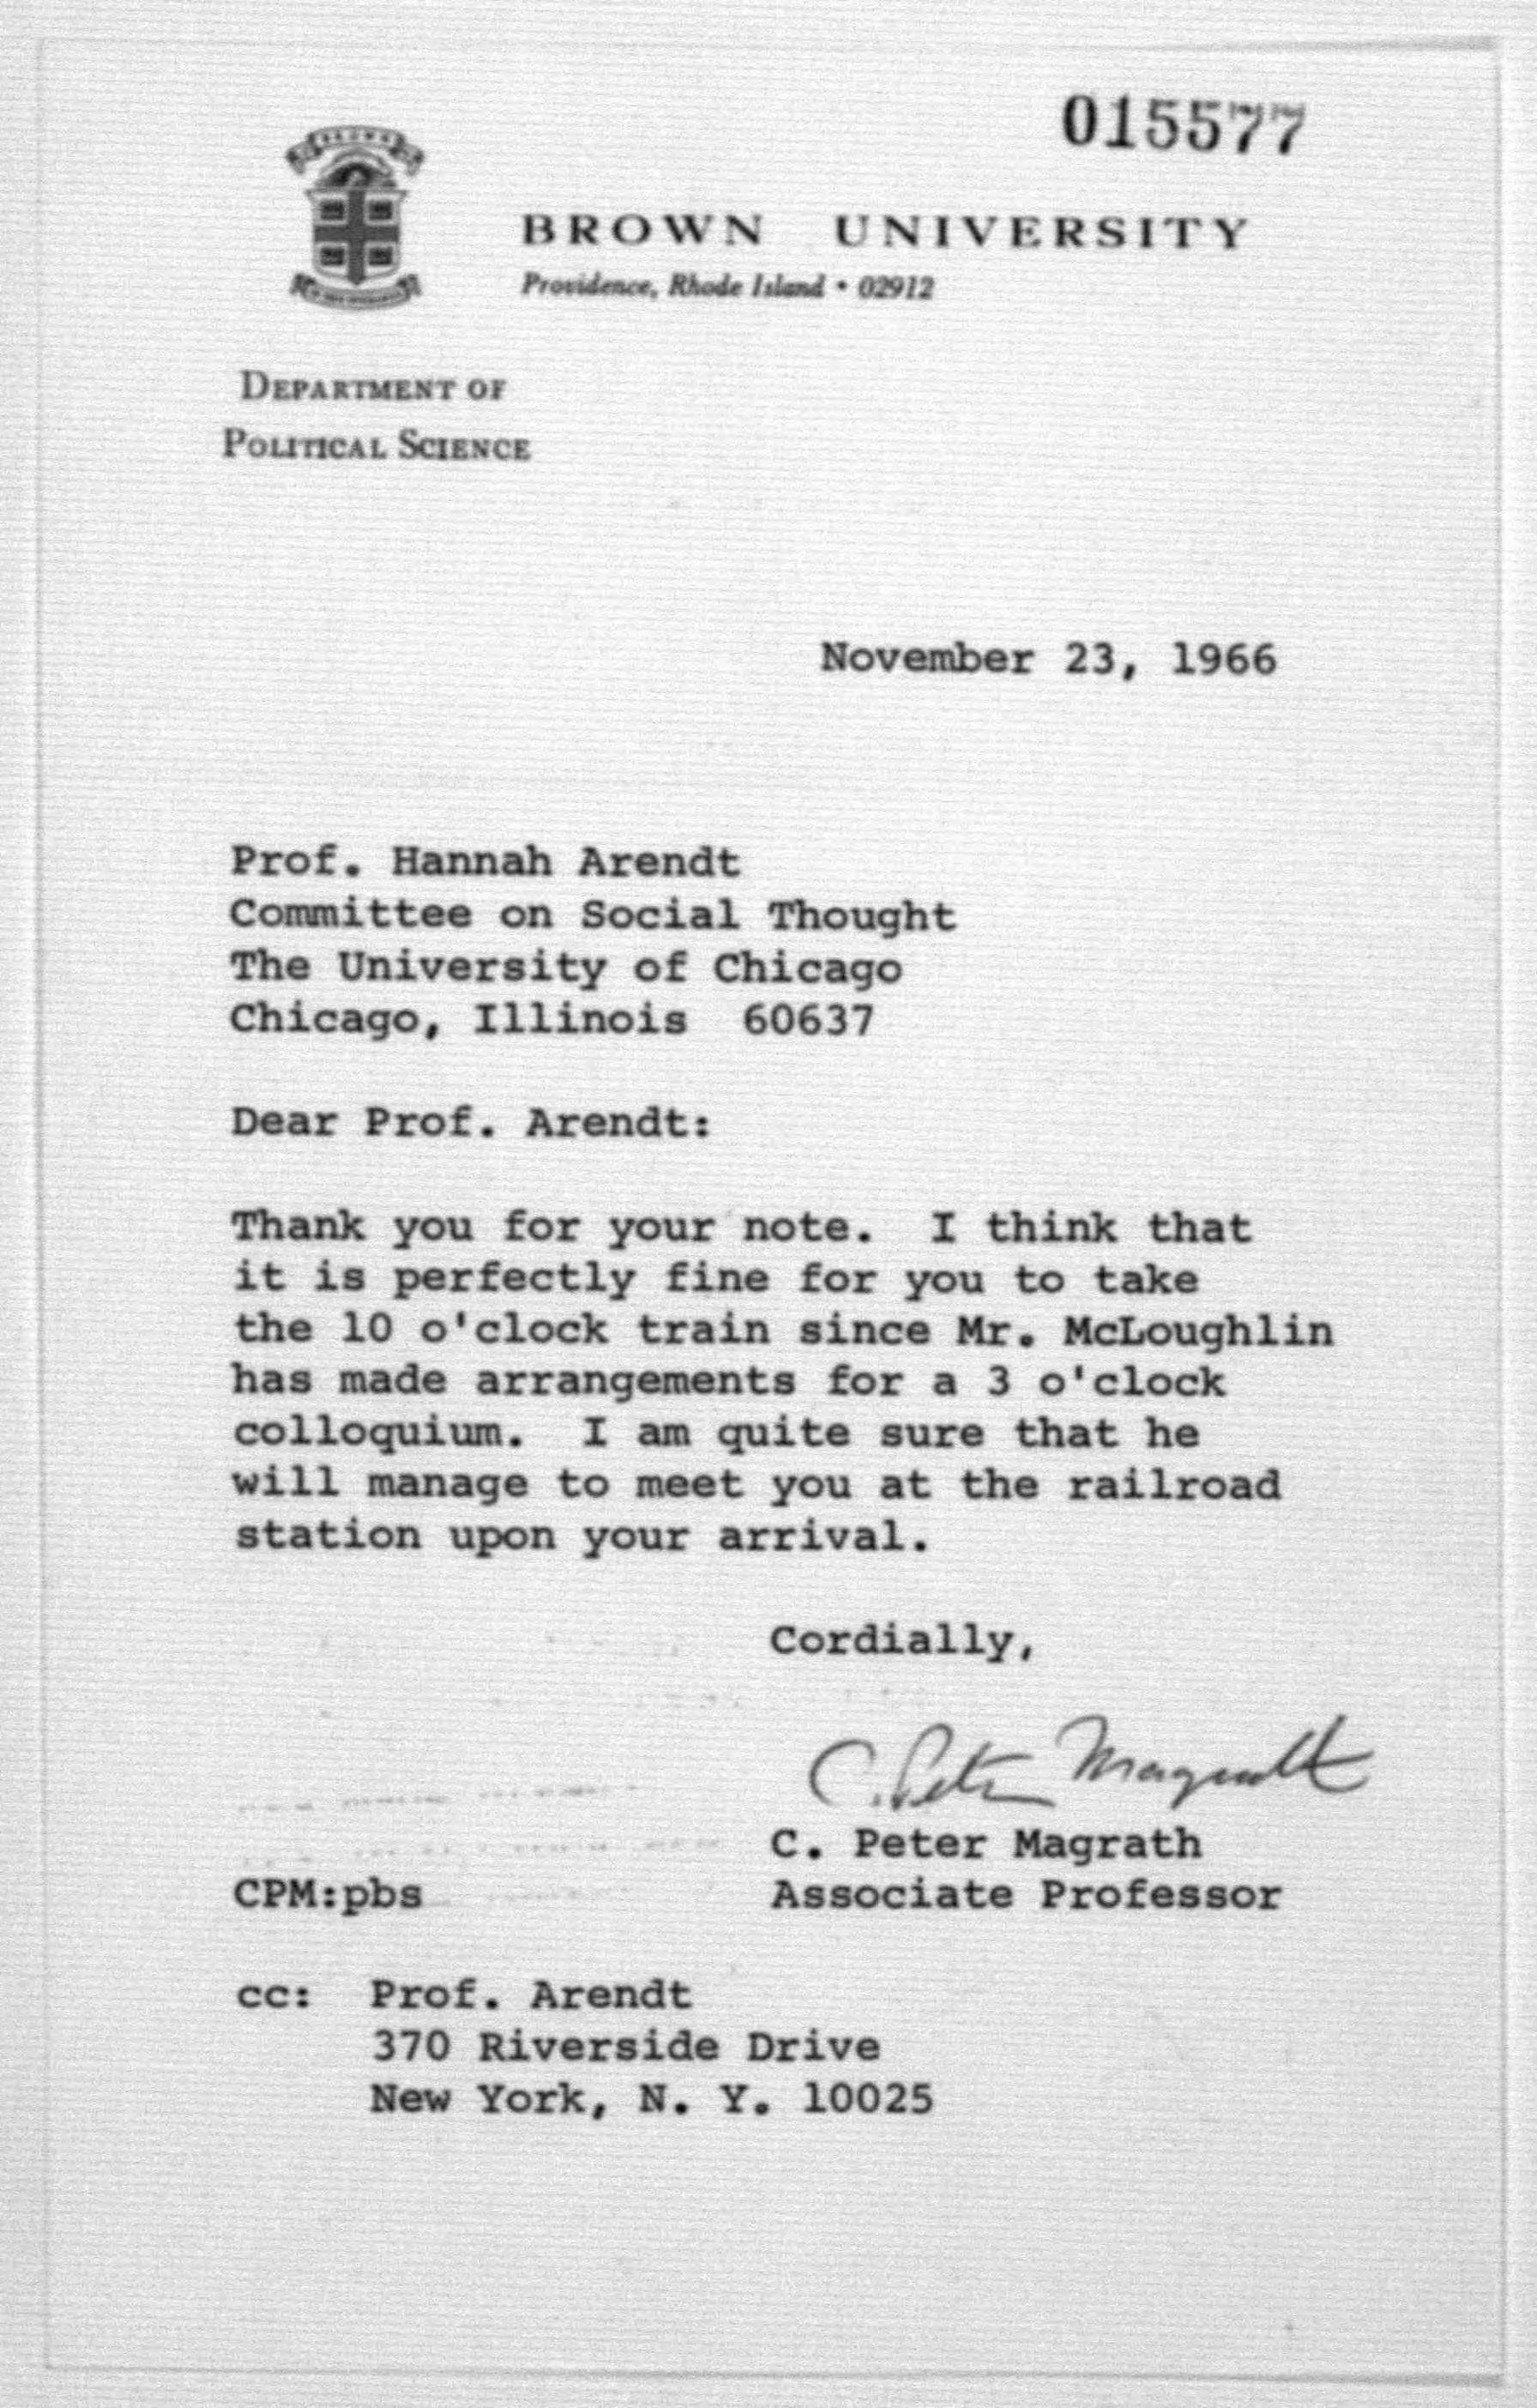 015577
BROWN UNIVERSITY
Providence, Rhode Island • 02912
DEPARTMENT OF
POLITICAL SCIENCE
November 23, 1966
Prof. Hannah Arendt
Committee on Social Thought
The University of Chicago
Chicago, Illinois 60637
Dear Prof. Arendt:
Thank you for your note. I think that
it is perfectly fine for you to take
the 10 o'clock train since Mr. McLoughlin
has made arrangements for a 3 o'clock
colloquium. I am quite sure that he
will manage to meet you at the railroad
station upon your arrival.
Cordially,
C. Peter Magrath
C. Peter Magrath
CPM:pbs Associate Professor
cc: Prof. Arendt
370 Riverside Drive
New York, N. Y. 10025